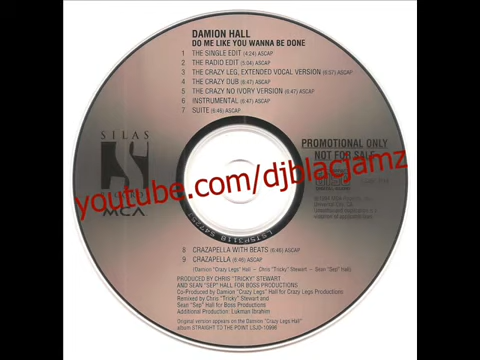 DAMION HALL
DO ME LIKE YOU WANNA BE DONE
1 THE SINGLE EDIT (4:24) ASCAP
2 THE RADIO EDIT (5:04) ASCAP
3 THE CRAZY LEG, EXTENDED VOCAL VERSION (6:57) ASCAP
4 THE CRAZY DUB (6:47) ASCAP
5 THE CRAZY NO IVORY VERSION (6:47) ASCAP
6 INSTRUMENTAL (6:47) ASCAP
7 SUITE (6:46) ASCAP
SILAS
MCA
PROMOTIONAL ONLY
NOT FOR SALE
youtube.com/djblacjamz
8 CRAZAPELLA WITH BEATS (6:46) ASCAP
9 CRAZAPELLA (6:46) ASCAP
(Damion "Crazy Legs" Hall - Chris "Tricky" Stewart - Sean "Sep" Hall)
PRODUCED BY CHRIS "TRICKY" STEWART
AND SEAN "SEP" HALL FOR BOSS PRODUCTIONS
Co-Produced by Damion "Crazy Legs" Hall for Crazy Legs Productions
Remixed by Chris "Tricky" Stewart and
Sean "Sep" Hall for Boss Productions
Additional Production: Lukman Ibrahim
Original version appears on the Damion "Crazy Legs Hall"
album STRAIGHT TO THE POINT LSJD-10996